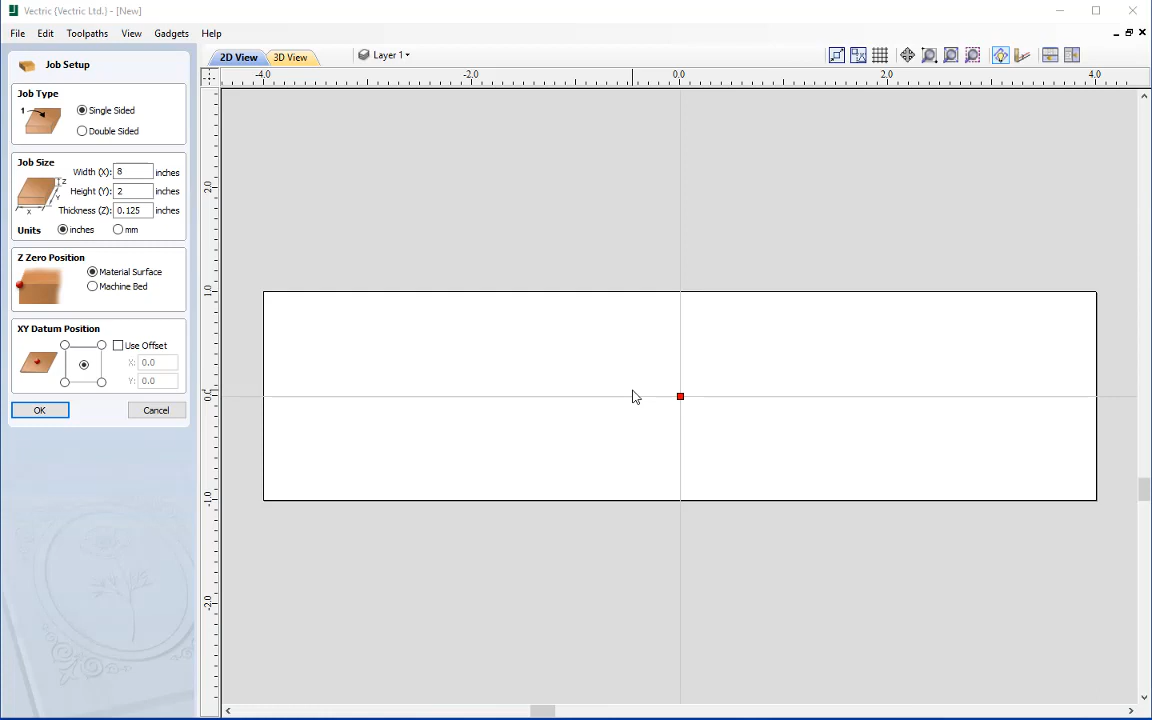 Vectric (Vectric Ltd.) - [New]
File Edit Toolpaths View Gadgets Help
2D View 3D View Layer 1
Job Setup
-4.0 -2.0 0.0 2.0 4.0
Job Type
1 Single Sided
Double Sided
Job Size
Width (X): 8 inches
Z
Height (Y): 2 inches
Y
Thickness (Z): 0.125 inches
X
Units inches mm
Z Zero Position
Material Surface
Machine Bed
XY Datum Position
Use Offset
X: 0.0
Y: 0.0
OK Cancel
2.0
1.0
0.0
-1.0
-2.0